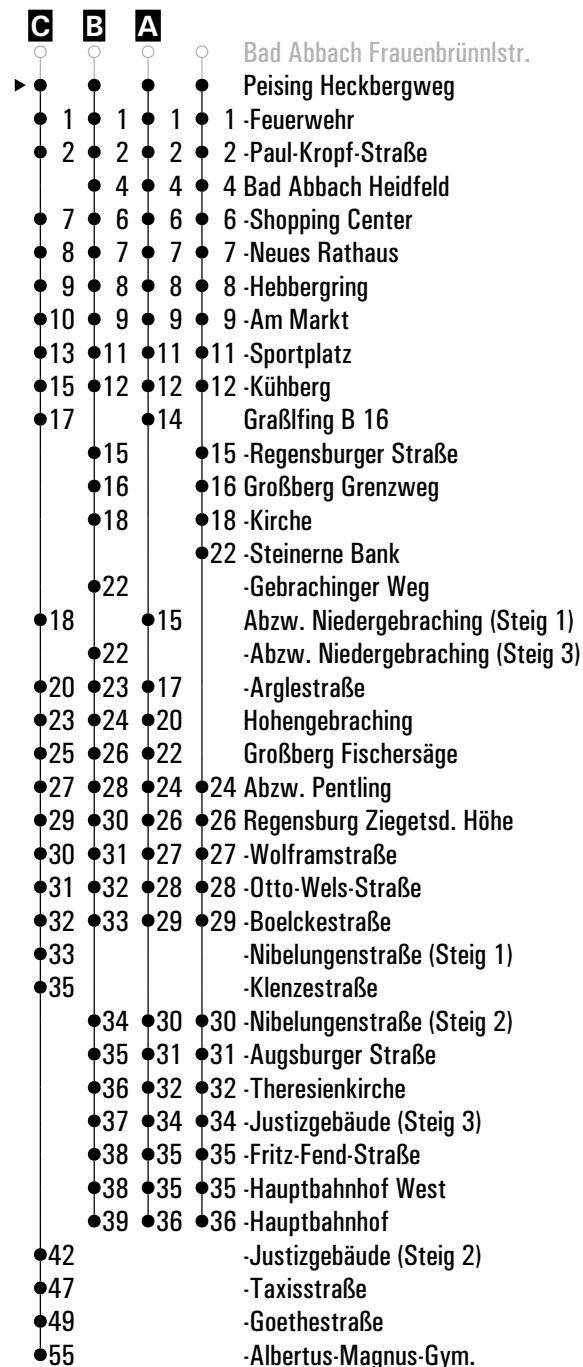 C B A
Bad Abbach Frauenbrünnlstr.
Peising Heckbergweg
1 1 1 1 -Feuerwehr
2 2 2 2 -Paul-Kropf-Straße
4 4 4 Bad Abbach Heidfeld
7 6 6 6 -Shopping Center
8 7 7 7 -Neues Rathaus
9 8 8 8 -Hebbergring
10 9 9 9 -Am Markt
13 11 11 11 -Sportplatz
15 12 12 12 -Kühberg
17 14 Graßlfing B 16
15 15 -Regensburger Straße
16 16 Großberg Grenzweg
18 18 -Kirche
22 -Steinerne Bank
22 -Gebrachinger Weg
18 15 Abzw. Niedergebraching (Steig 1)
22 -Abzw. Niedergebraching (Steig 3)
20 23 17 -Arglestraße
23 24 20 Hohengebraching
25 26 22 Großberg Fischersäge
27 28 24 24 Abzw. Pentling
29 30 26 26 Regensburg Ziegetsd. Höhe
30 31 27 27 -Wolframstraße
31 32 28 28 -Otto-Wels-Straße
32 33 29 29 -Boelckestraße
33 -Nibelungenstraße (Steig 1)
35 -Klenzestraße
34 30 30 -Nibelungenstraße (Steig 2)
35 31 31 -Augsburger Straße
36 32 32 -Theresienkirche
37 34 34 -Justizgebäude (Steig 3)
38 35 35 -Fritz-Fend-Straße
38 35 35 -Hauptbahnhof West
39 36 36 -Hauptbahnhof
42 -Justizgebäude (Steig 2)
47 -Taxisstraße
49 -Goethestraße
55 -Albertus-Magnus-Gym.